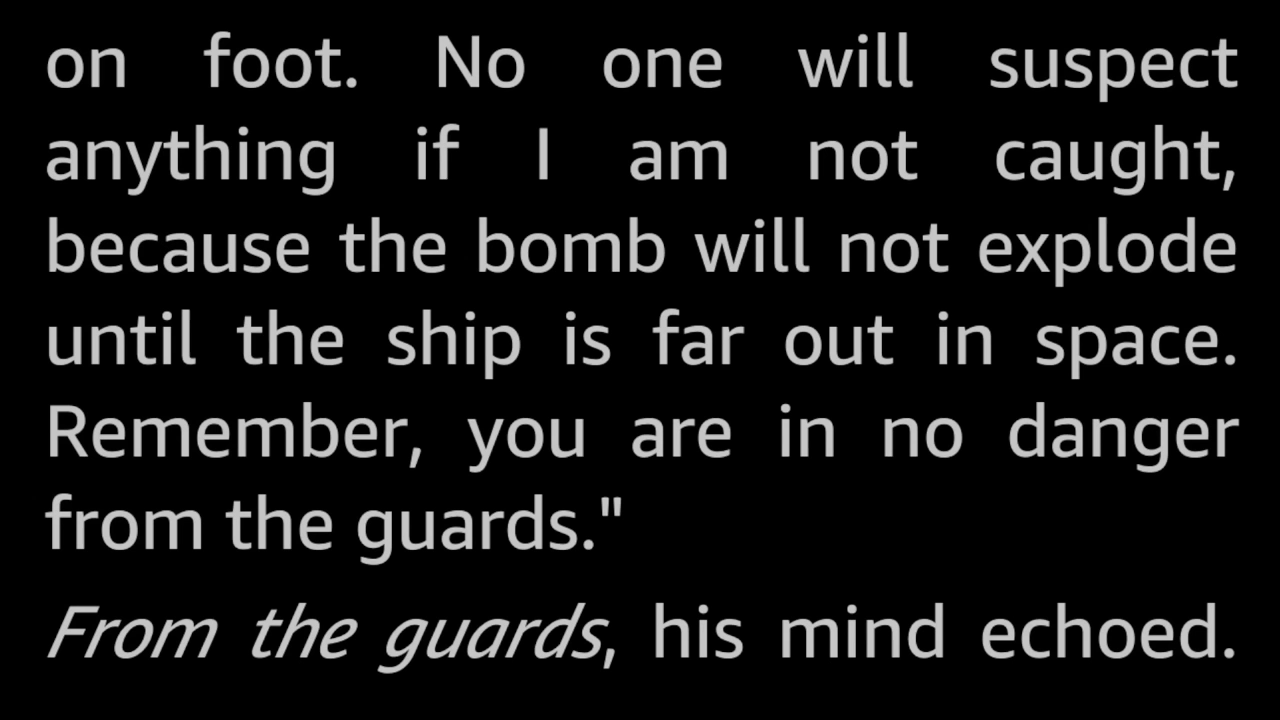 on foot. No one will suspect
anything if I am not caught,
because the bomb will not explode
until the ship is far out in space.
Remember, you are in no danger
from the guards."
From the guards, his mind echoed.